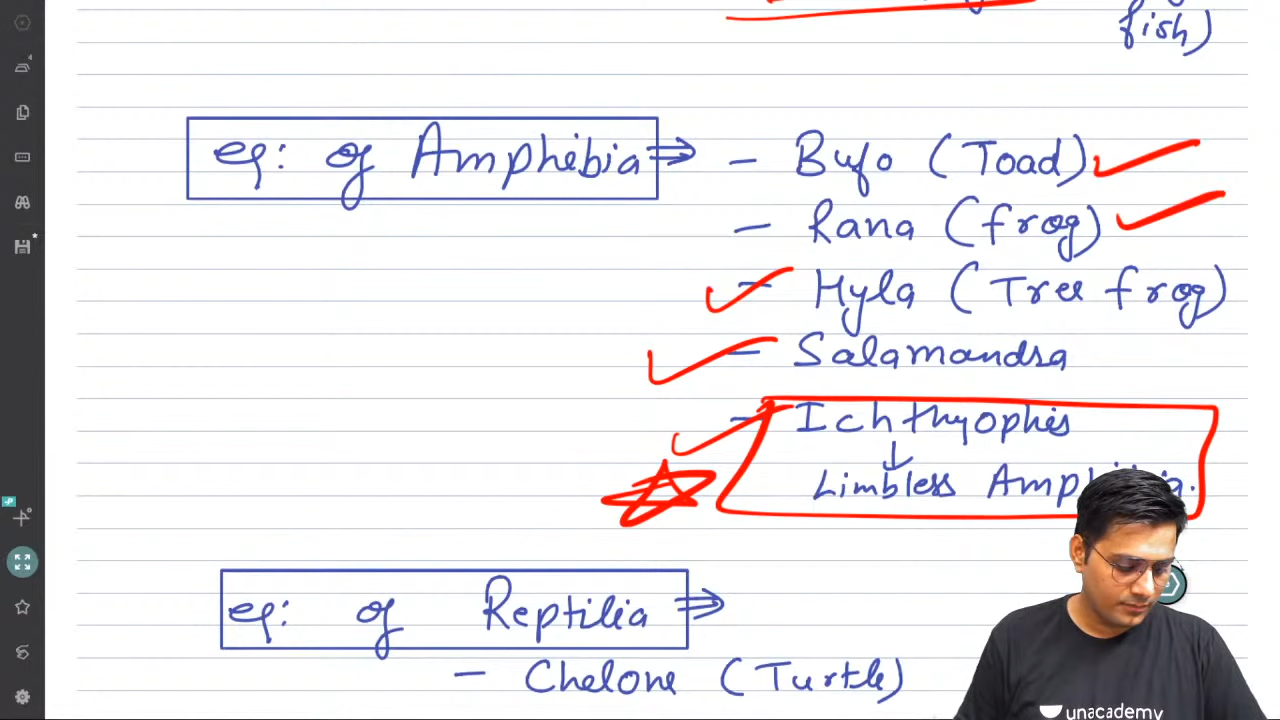 fish)
eg: of Amphibia ⇒ - Bufo (Toad)
- Rana (frog)
- Hyla (Tree frog)
- Salamandra
- Ichthyophis
↓
Limbless
eg: of Reptilia ⇒
- Chelone (Turtle)
unacademy